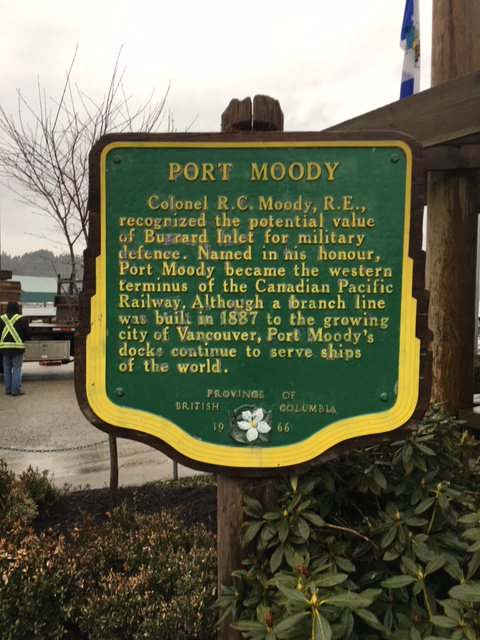 PORT MOODY
Colonel R.C. Moody, R.E.,
recognized the potential value
of Burrard Inlet for military
defence. Named in his honour,
Port Moody became the western
terminus of the Canadian Pacific
Railway. Although a branch line
was built in 1887 to the growing
city of Vancouver, Port Moody's
docks continue to serve ships
of the world.
PROVINCE OF
BRITISH COLUMBIA
19 66